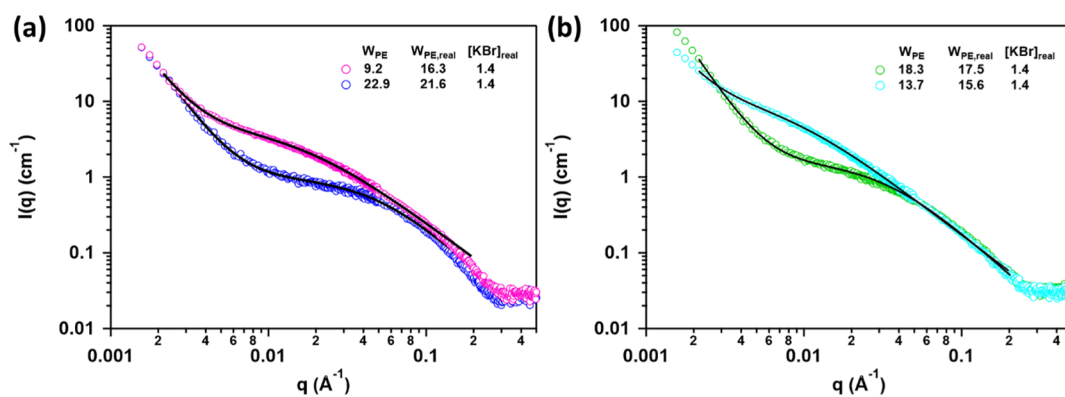 (a)
W_PE W_PE,real [KBr]_real
9.2 16.3 1.4
22.9 21.6 1.4
100
10
1
0.1
0.01
I(q) (cm⁻¹)
0.001 2 4 6 8 0.01 2 4 6 8 0.1 2 4
q (Å⁻¹)
(b)
W_PE W_PE,real [KBr]_real
18.3 17.5 1.4
13.7 15.6 1.4
100
10
1
0.1
0.01
I(q) (cm⁻¹)
0.001 2 4 6 8 0.01 2 4 6 8 0.1 2 4
q (Å⁻¹)